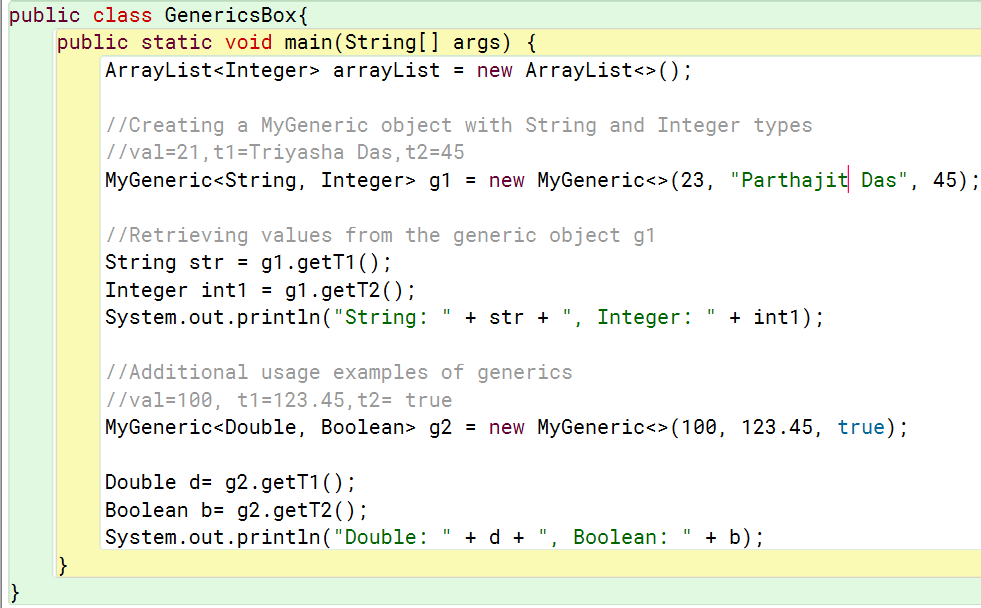 public class GenericsBox{
public static void main(String[] args) {
ArrayList<Integer> arrayList = new ArrayList<>();
//Creating a MyGeneric object with String and Integer types
//val=21,t1=Triyasha Das,t2=45
MyGeneric<String, Integer> g1 = new MyGeneric<>(23, "Parthajit Das", 45);
//Retrieving values from the generic object g1
String str = g1.getT1();
Integer int1 = g1.getT2();
System.out.println("String: " + str + ", Integer: " + int1);
//Additional usage examples of generics
//val=100, t1=123.45,t2= true
MyGeneric<Double, Boolean> g2 = new MyGeneric<>(100, 123.45, true);
Double d= g2.getT1();
Boolean b= g2.getT2();
System.out.println("Double: " + d + ", Boolean: " + b);
}
}